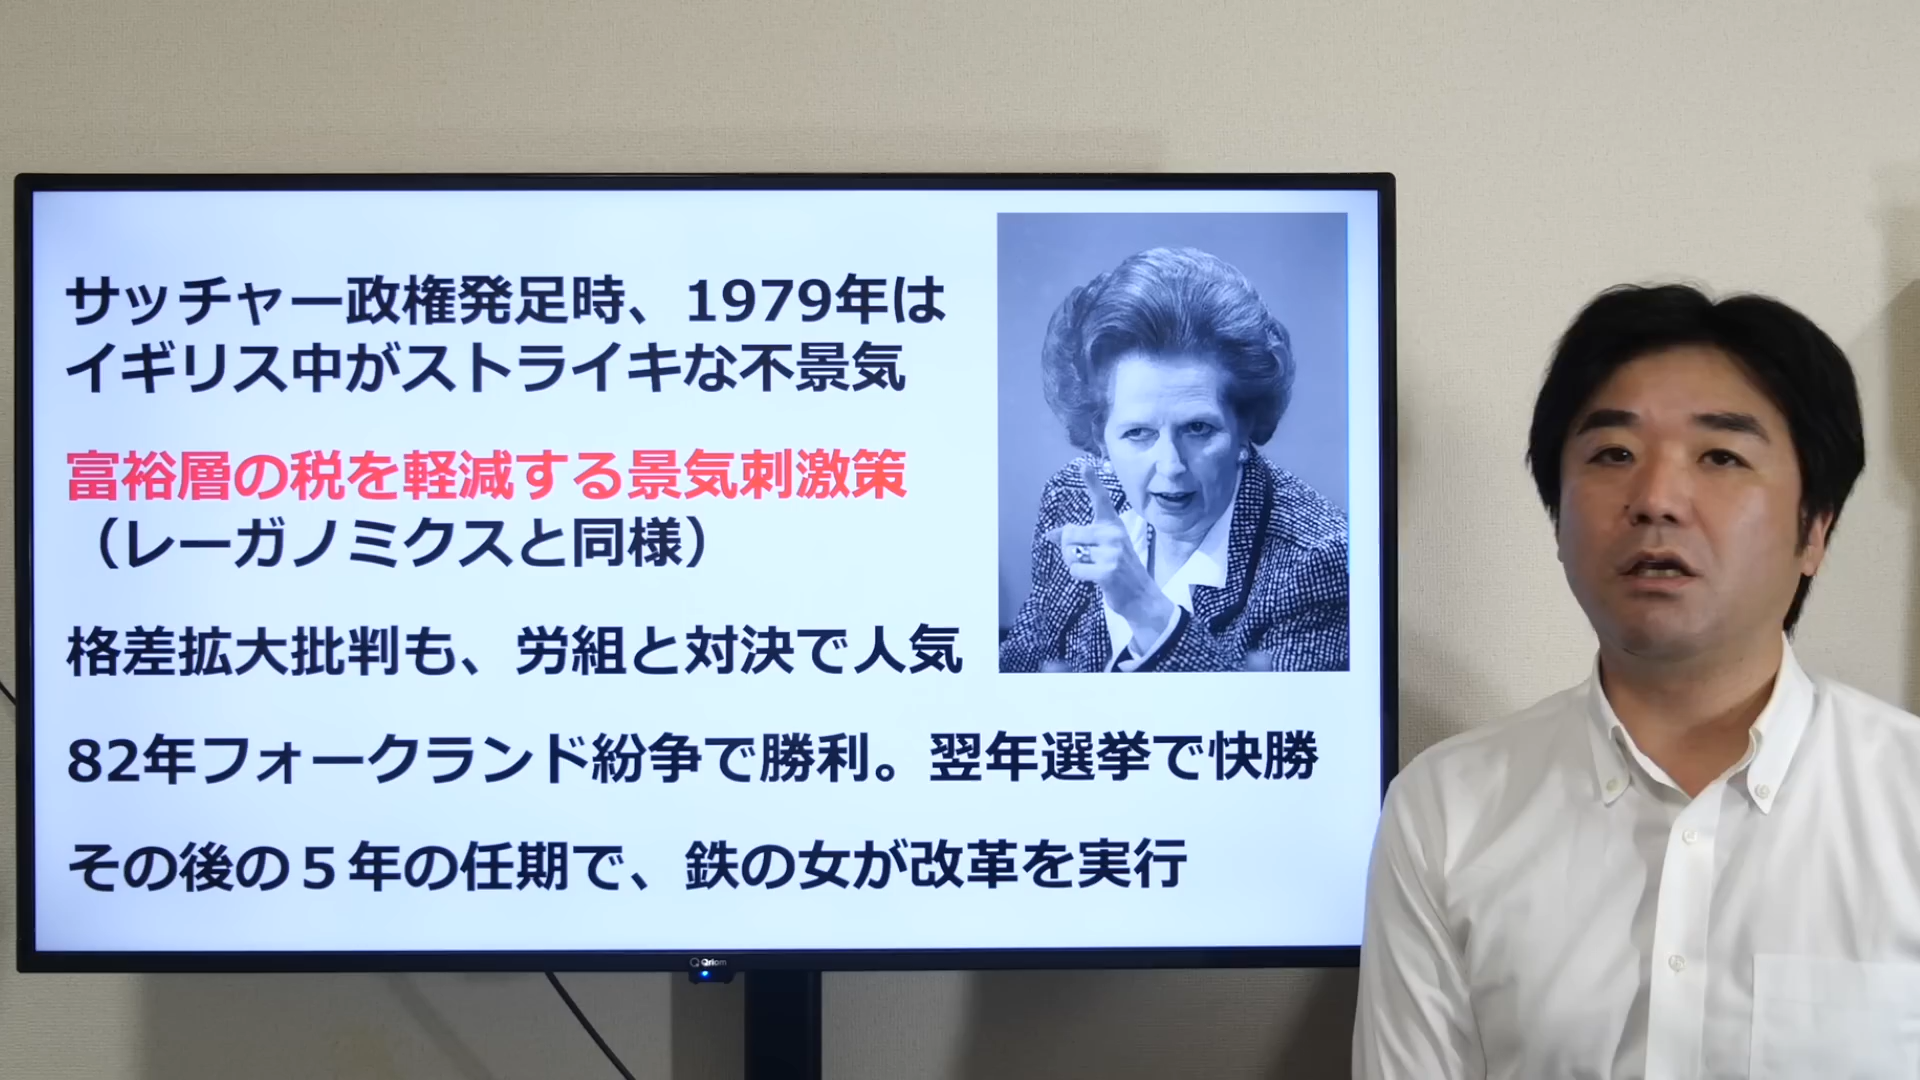 サッチャー政権発足時、1979年は
イギリス中がストライキな不景気
富裕層の税を軽減する景気刺激策
（レーガノミクスと同様）
格差拡大批判も、労組と対決で人気
82年フォークランド紛争で勝利。翌年選挙で快勝
その後の５年の任期で、鉄の女が改革を実行
Qriom